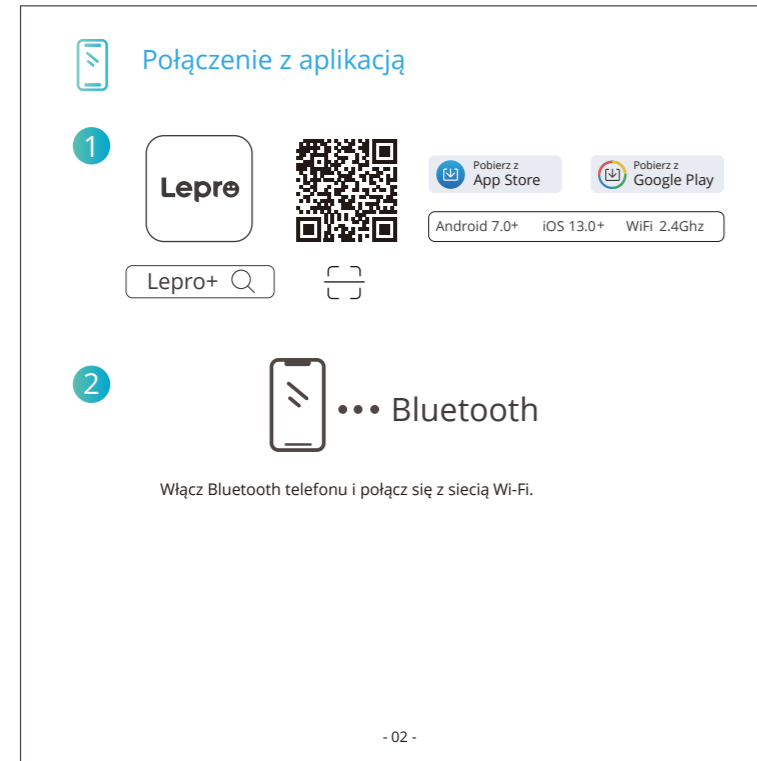 Połączenie z aplikacją
1
Lepro
Pobierz z
App Store
Pobierz z
Google Play
Android 7.0+ iOS 13.0+ WiFi 2.4Ghz
Lepro+
2
Bluetooth
Włącz Bluetooth telefonu i połącz się z siecią Wi-Fi.
- 02 -